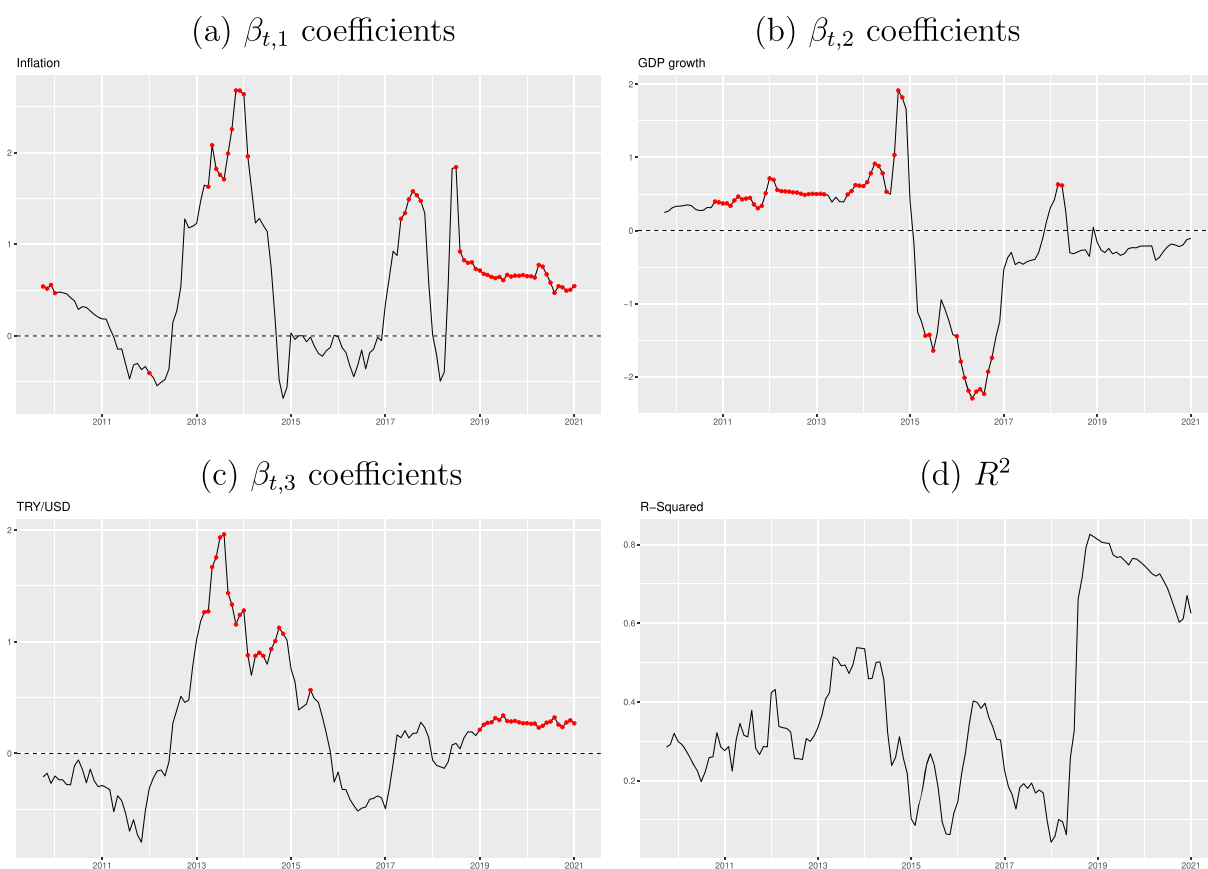 (a) β_{t,1} coefficients
Inflation
2
1
0
2011 2013 2015 2017 2019 2021
(b) β_{t,2} coefficients
GDP growth
2
1
0
−1
−2
2011 2013 2015 2017 2019 2021
(c) β_{t,3} coefficients
TRY/USD
2
1
0
2011 2013 2015 2017 2019 2021
(d) R²
R−Squared
0.8
0.6
0.4
0.2
2011 2013 2015 2017 2019 2021